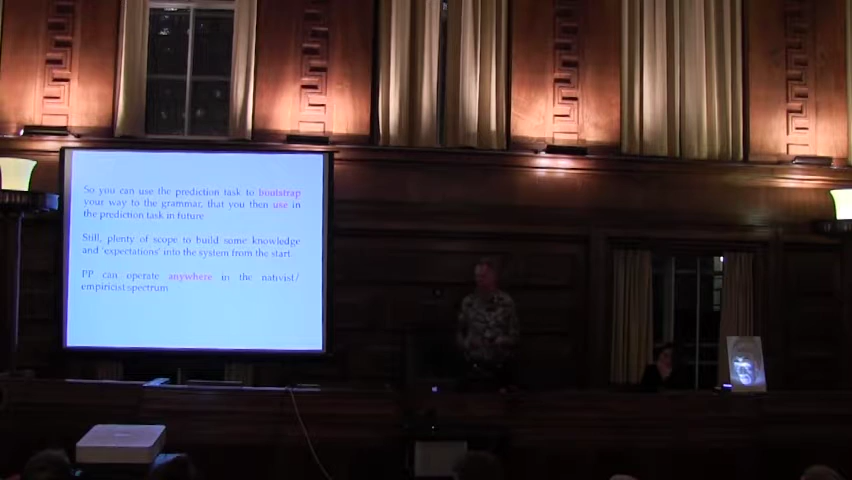 So you can use the prediction task to bootstrap
your way to the grammar, that you then use in
the prediction task in future
Still, plenty of scope to build some knowledge
and 'expectations' into the system from the start.
PP can operate anywhere in the nativist/
empiricist spectrum